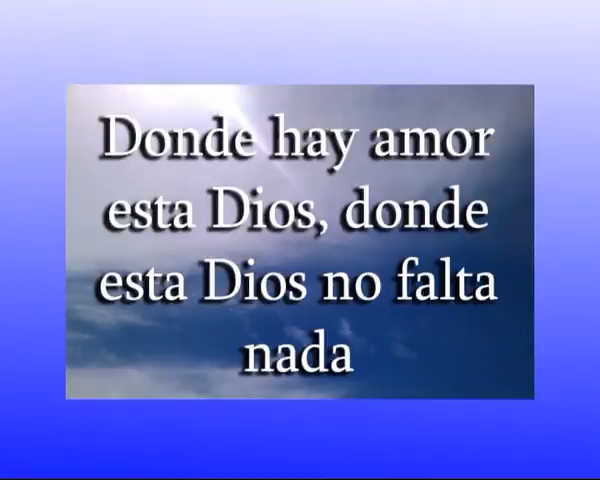 Donde hay amor
esta Dios, donde
esta Dios no falta
nada